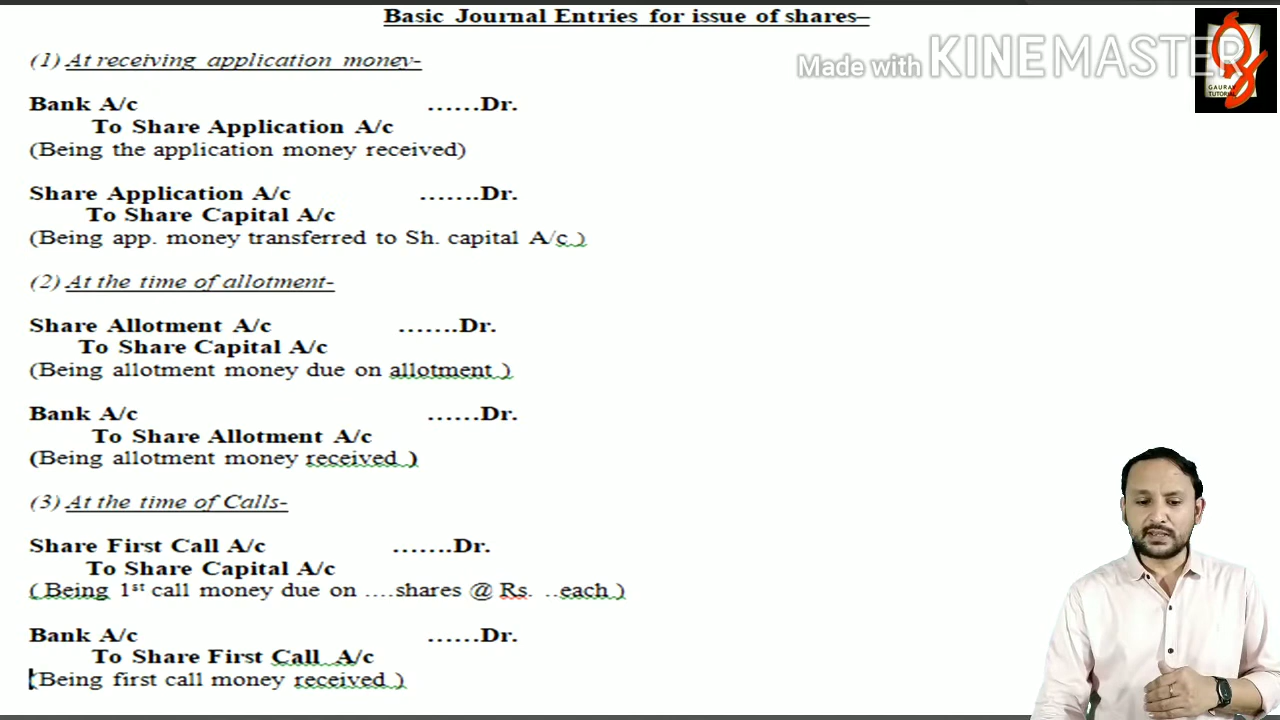 Basic Journal Entries for issue of shares–
Made with KINEMASTER
GAURAV
TUTORIAL
(1) At receiving application money-
Bank A/c ......Dr.
To Share Application A/c
(Being the application money received)
Share Application A/c .......Dr.
To Share Capital A/c
(Being app. money transferred to Sh. capital A/c )
(2) At the time of allotment-
Share Allotment A/c .......Dr.
To Share Capital A/c
(Being allotment money due on allotment )
Bank A/c ......Dr.
To Share Allotment A/c
(Being allotment money received )
(3) At the time of Calls-
Share First Call A/c .......Dr.
To Share Capital A/c
( Being 1st call money due on ....shares @ Rs. ..each )
Bank A/c ......Dr.
To Share First Call A/c
(Being first call money received )